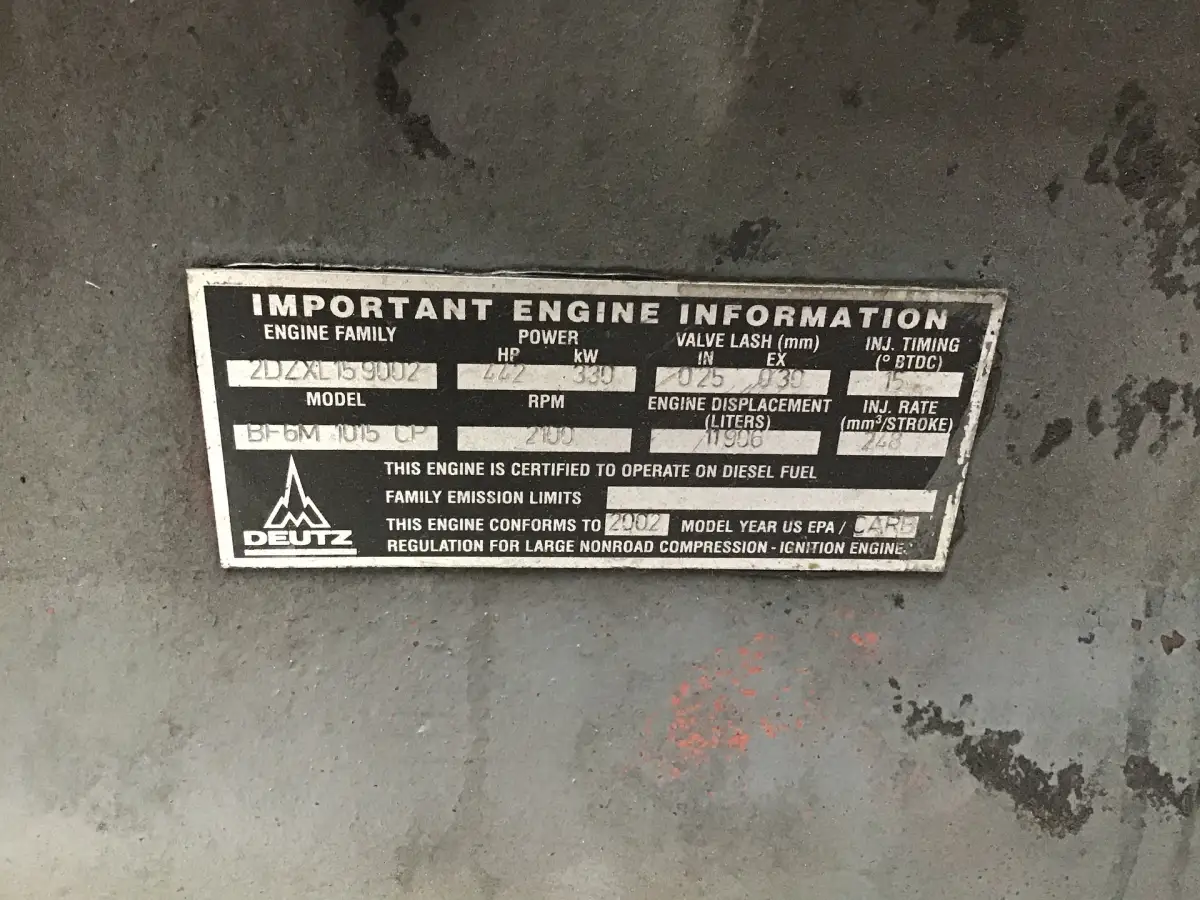 IMPORTANT ENGINE INFORMATION
ENGINE FAMILY POWER VALVE LASH (mm) INJ. TIMING
HP kW IN EX (° BTDC)
2DZXL15.9002 442 330 0.25 0.30 15
MODEL RPM ENGINE DISPLACEMENT INJ. RATE
(LITERS) (mm³/STROKE)
BF6M 1015 CP 2100 11.906 248
THIS ENGINE IS CERTIFIED TO OPERATE ON DIESEL FUEL
FAMILY EMISSION LIMITS
THIS ENGINE CONFORMS TO 2002 MODEL YEAR US EPA / CARB
REGULATION FOR LARGE NONROAD COMPRESSION - IGNITION ENGINE.
DEUTZ